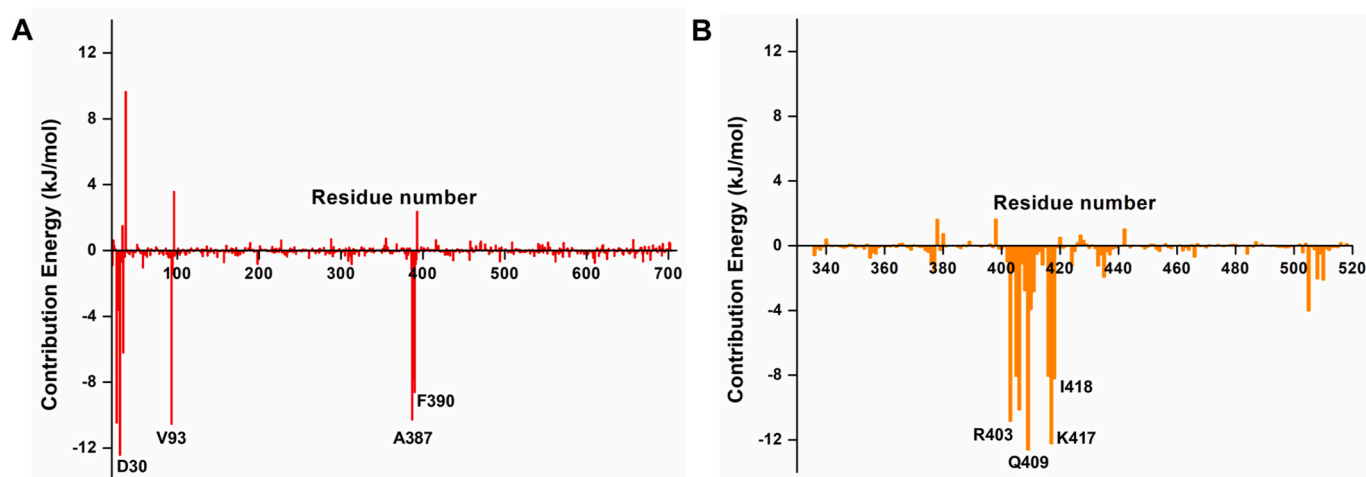 A
Contribution Energy (kJ/mol)
12
8
4
0
-4
-8
-12
Residue number
100
200
300
400
500
600
700
D30
V93
A387
F390
B
Contribution Energy (kJ/mol)
12
8
4
0
-4
-8
-12
Residue number
340
360
380
400
420
440
460
480
500
520
R403
Q409
K417
I418